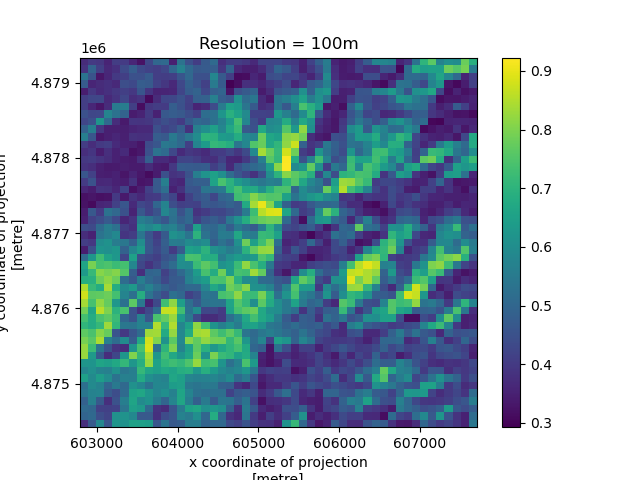 Resolution = 100m
1e6
4.879
4.878
4.877
4.876
4.875
y coordinate of projection
[metre]
603000 604000 605000 606000 607000
x coordinate of projection
[metre]
0.9
0.8
0.7
0.6
0.5
0.4
0.3